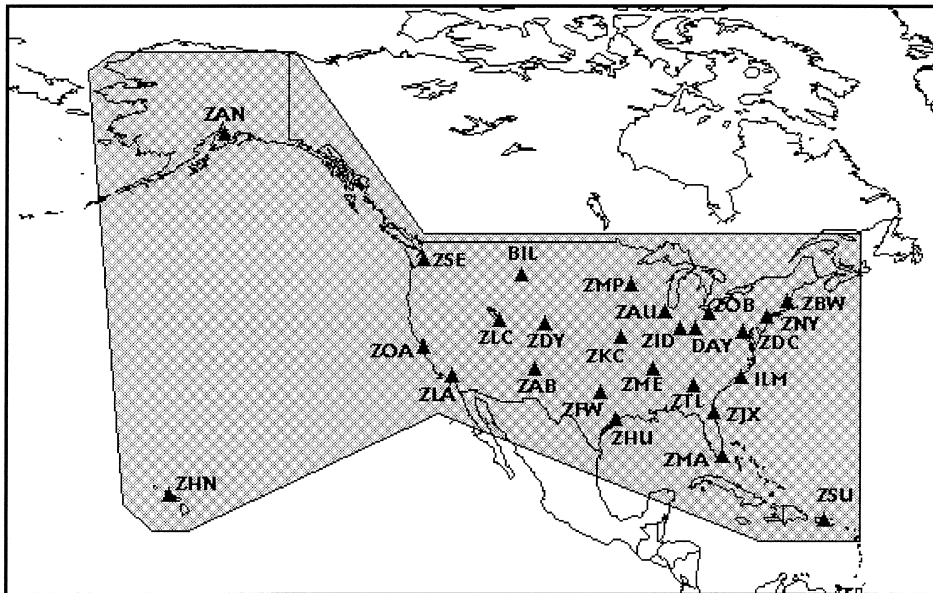 ZAN
ZSE
BIL
ZMP
ZAU
ZOB
ZBW
ZNY
ZLC
ZDY
ZID
DAY
ZDC
ZOA
ZKC
ZLA
ZAB
ZME
ILM
ZFW
ZTL
ZJX
ZHU
ZMA
ZHN
ZSU